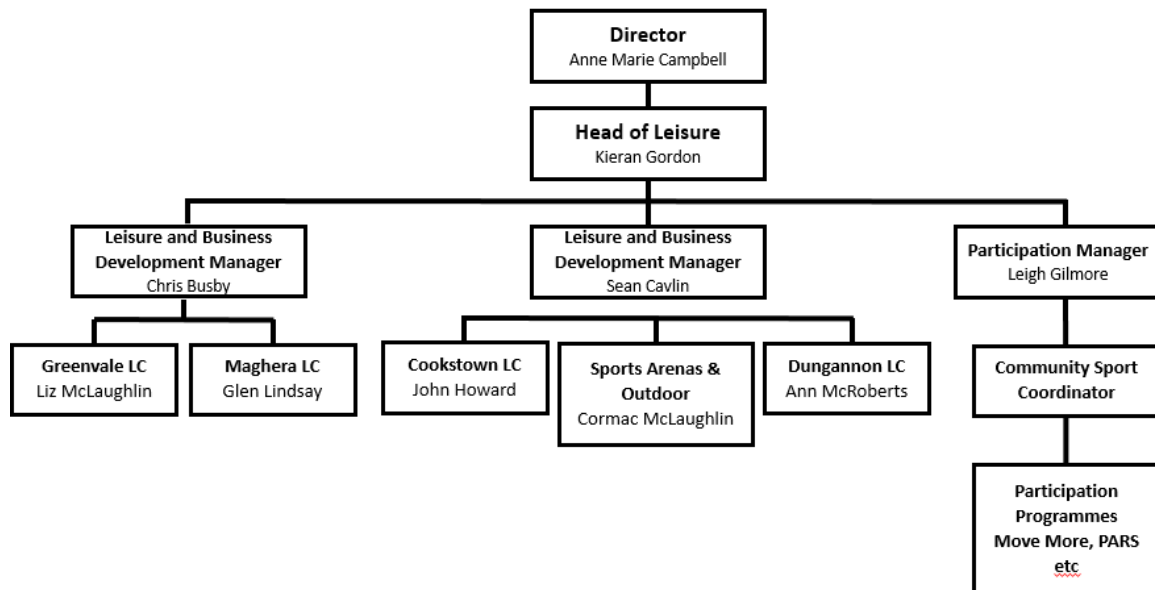 Director
Anne Marie Campbell
Head of Leisure
Kieran Gordon
Leisure and Business
Development Manager
Chris Busby
Leisure and Business
Development Manager
Sean Cavlin
Participation Manager
Leigh Gilmore
Greenvale LC
Liz McLaughlin
Maghera LC
Glen Lindsay
Cookstown LC
John Howard
Sports Arenas &
Outdoor
Cormac McLaughlin
Dungannon LC
Ann McRoberts
Community Sport
Coordinator
Participation
Programmes
Move More, PARS
etc